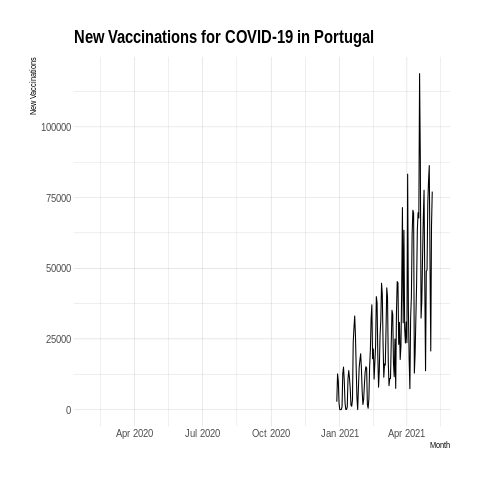 New Vaccinations for COVID-19 in Portugal
New Vaccinations
100000
75000
50000
25000
0
Apr 2020 Jul 2020 Oct 2020 Jan 2021 Apr 2021
Month